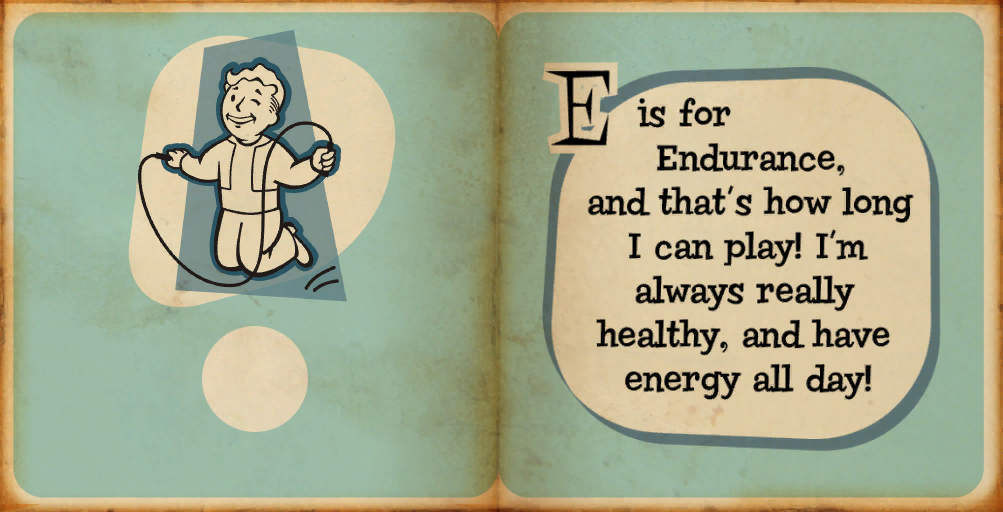 E is for
Endurance,
and that's how long
I can play! I'm
always really
healthy, and have
energy all day!